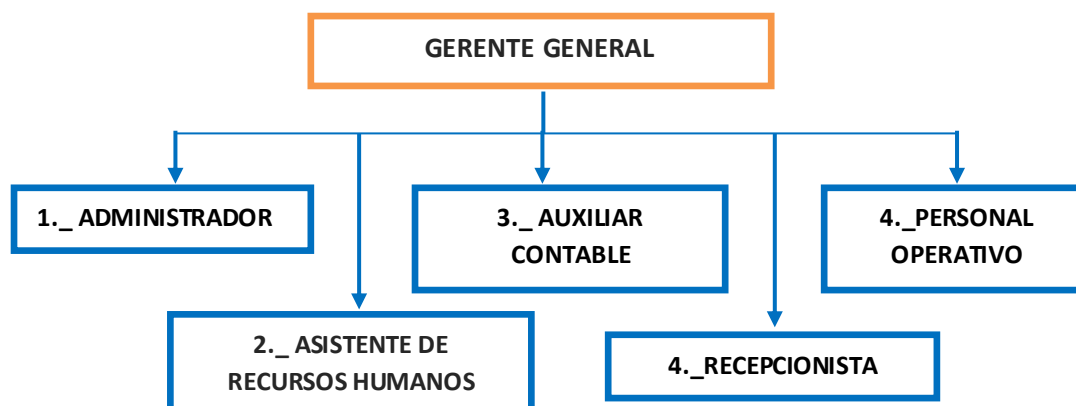 GERENTE GENERAL
1._ ADMINISTRADOR
3._ AUXILIAR
CONTABLE
4._PERSONAL
OPERATIVO
2._ ASISTENTE DE
RECURSOS HUMANOS
4._RECEPCIONISTA